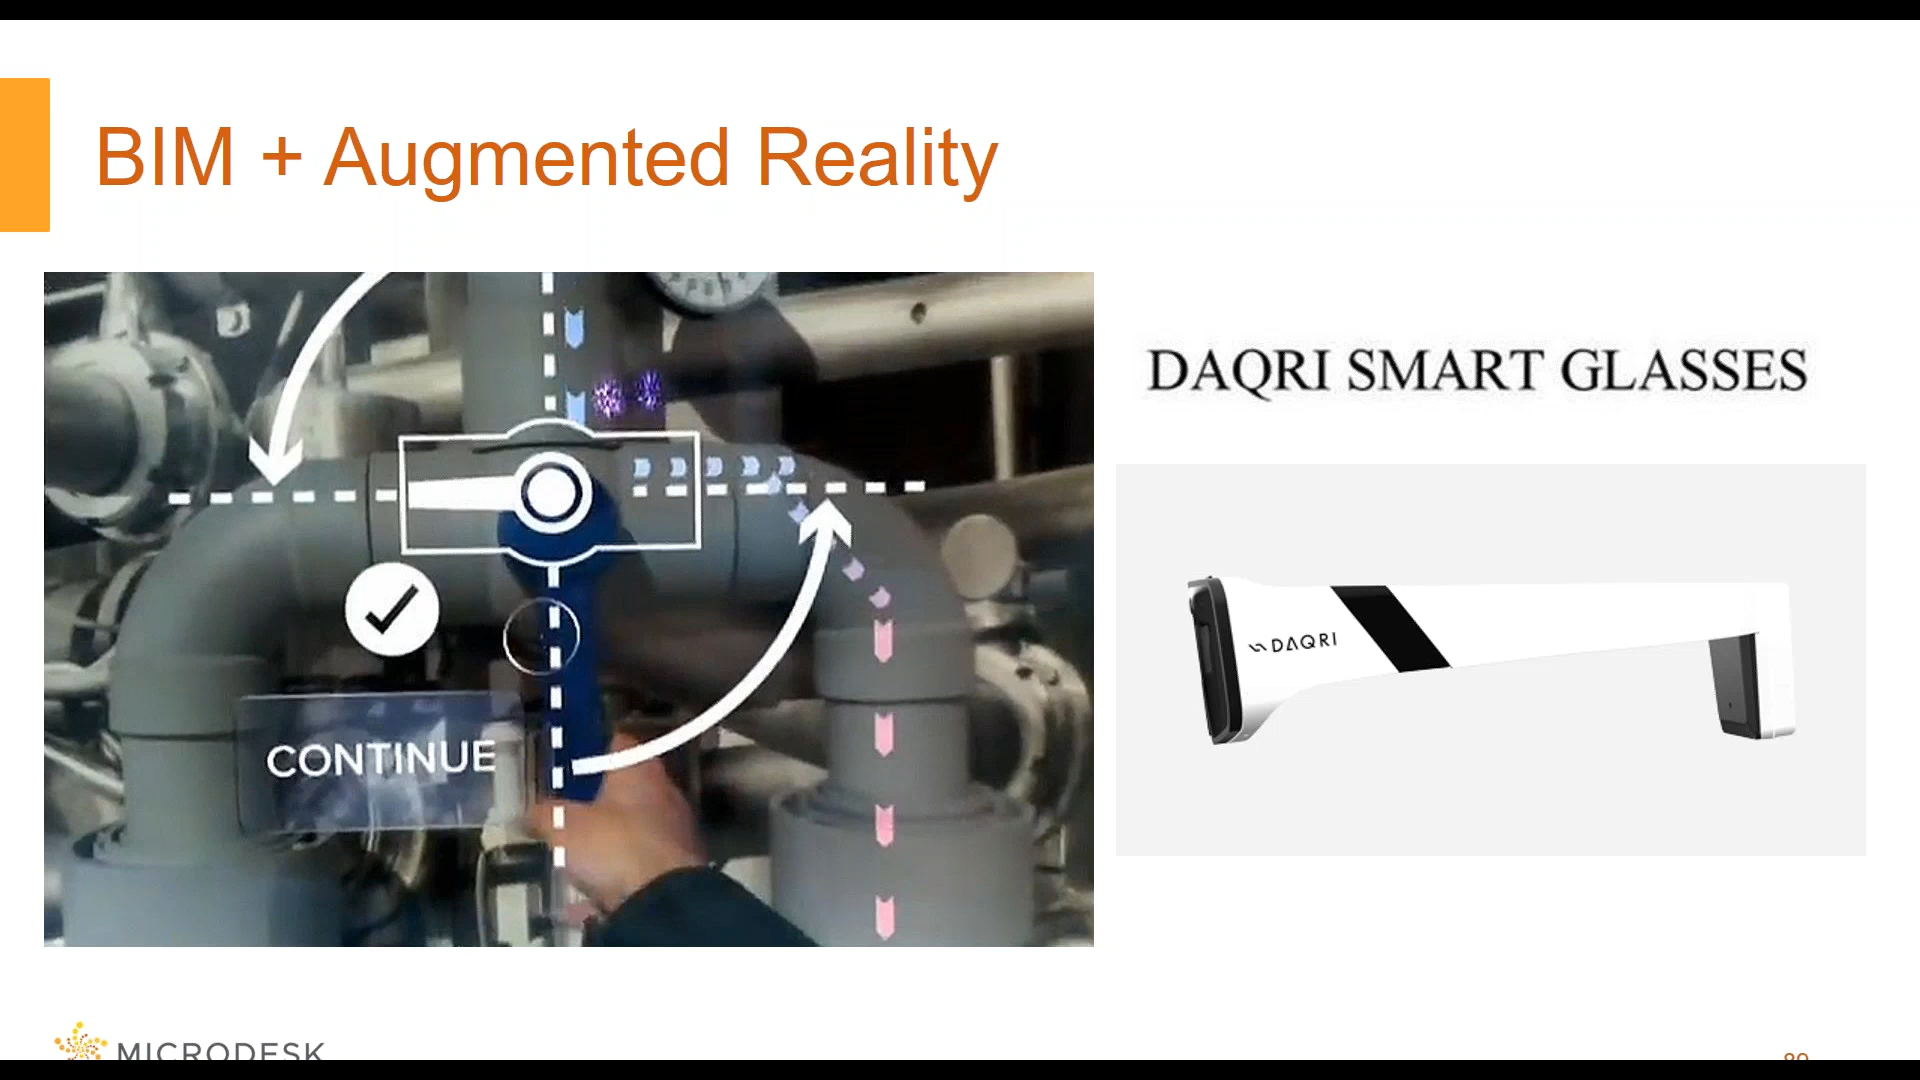 BIM + Augmented Reality
DAQRI SMART GLASSES
DAQRI
CONTINUE
MICRODESK